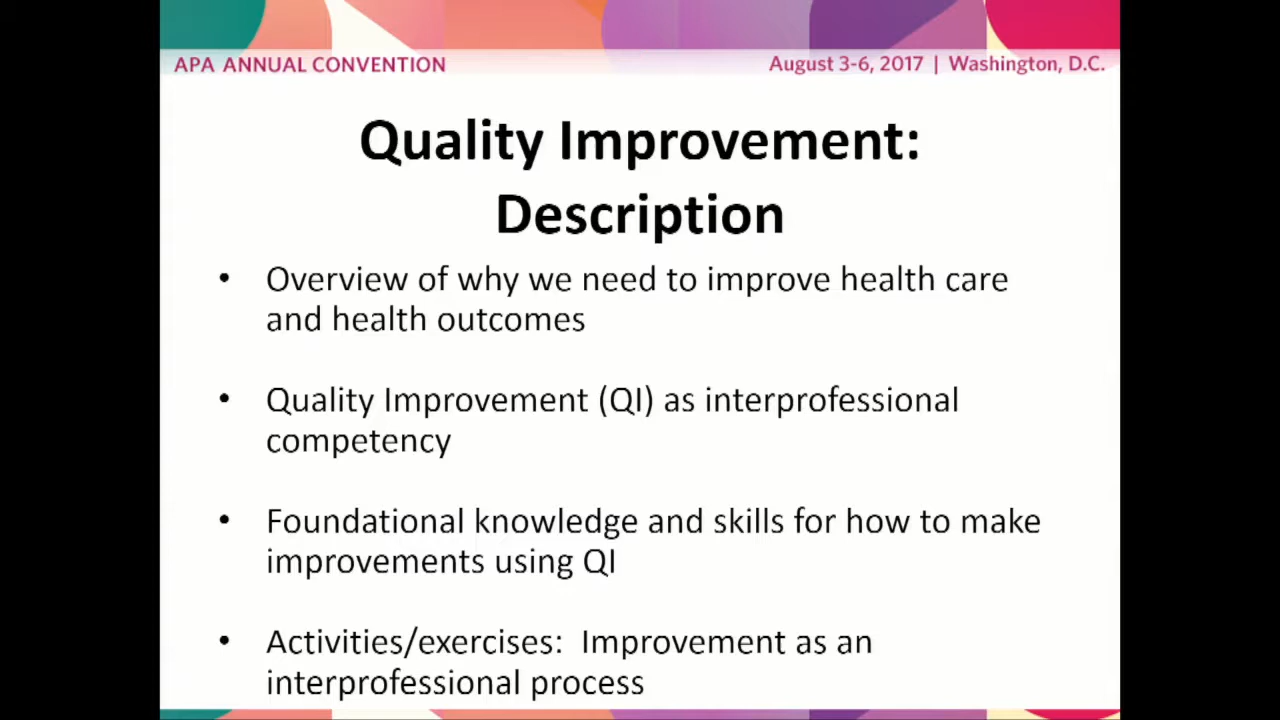 APA ANNUAL CONVENTION
August 3-6, 2017 | Washington, D.C.
Quality Improvement:
Description
• Overview of why we need to improve health care
and health outcomes
• Quality Improvement (QI) as interprofessional
competency
• Foundational knowledge and skills for how to make
improvements using QI
• Activities/exercises:  Improvement as an
interprofessional process